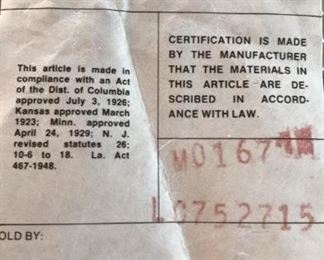 This article is made in
compliance with an Act
of the Dist. of Columbia
approved July 3, 1926;
Kansas approved March
1923; Minn. approved
April 24, 1929; N. J.
revised statutes 26;
10-6 to 18. La. Act
467-1948.
CERTIFICATION IS MADE
BY THE MANUFACTURER
THAT THE MATERIALS IN
THIS ARTICLE ARE DE-
SCRIBED IN ACCORD-
ANCE WITH LAW.
L0752715
OLD BY: